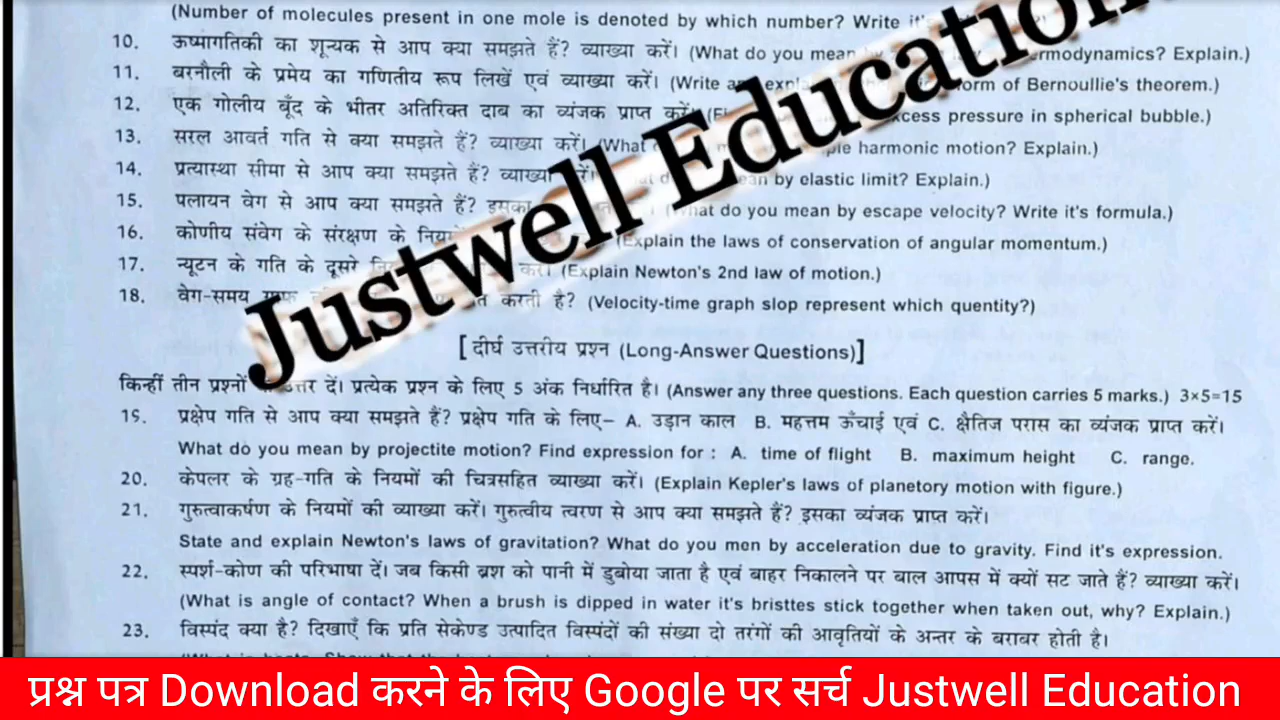 (Number of molecules present in one mole is denoted by which number? Write it's
10. ऊष्मागतिकी का शून्यक से आप क्या समझते हैं? व्याख्या करें। (What do you mean rmodynamics? Explain.)
11. बरनौली के प्रमेय का गणितीय रूप लिखें एवं व्याख्या करें। (Write form of Bernoullie's theorem.)
12. एक गोलीय बूँद के भीतर अतिरिक्त दाब का व्यंजक प्राप्त करें। excess pressure in spherical bubble.)
13. सरल आवर्त गति से क्या समझते हैं? व्याख्या करें। (What harmonic motion? Explain.)
14. प्रत्यास्था सीमा से आप क्या समझते हैं? व्याख्या mean by elastic limit? Explain.)
15. पलायन वेग से आप क्या समझते हैं? इसका (What do you mean by escape velocity? Write it's formula.)
16. कोणीय संवेग के संरक्षण के (Explain the laws of conservation of angular momentum.)
17. न्यूटन के गति के दूसरे करें। (Explain Newton's 2nd law of motion.)
18. वेग-समय करती है? (Velocity-time graph slop represent which quentity?)
Justwell Education
[ दीर्घ उत्तरीय प्रश्न (Long-Answer Questions)]
किन्हीं तीन प्रश्नों उत्तर दें। प्रत्येक प्रश्न के लिए 5 अंक निर्धारित है। (Answer any three questions. Each question carries 5 marks.) 3×5=15
19. प्रक्षेप गति से आप क्या समझते हैं? प्रक्षेप गति के लिए– A. उड़ान काल B. महत्तम ऊँचाई एवं C. क्षैतिज परास का व्यंजक प्राप्त करें।
What do you mean by projectite motion? Find expression for : A. time of flight B. maximum height C. range.
20. केपलर के ग्रह-गति के नियमों की चित्रसहित व्याख्या करें। (Explain Kepler's laws of planetory motion with figure.)
21. गुरुत्वाकर्षण के नियमों की व्याख्या करें। गुरुत्वीय त्वरण से आप क्या समझते हैं? इसका व्यंजक प्राप्त करें।
State and explain Newton's laws of gravitation? What do you men by acceleration due to gravity. Find it's expression.
22. स्पर्श-कोण की परिभाषा दें। जब किसी ब्रश को पानी में डुबोया जाता है एवं बाहर निकालने पर बाल आपस में क्यों सट जाते हैं? व्याख्या करें।
(What is angle of contact? When a brush is dipped in water it's bristtes stick together when taken out, why? Explain.)
23. विस्पंद क्या है? दिखाएँ कि प्रति सेकेण्ड उत्पादित विस्पंदों की संख्या दो तरंगों की आवृतियों के अन्तर के बराबर होती है।
प्रश्न पत्र Download करने के लिए Google पर सर्च Justwell Education